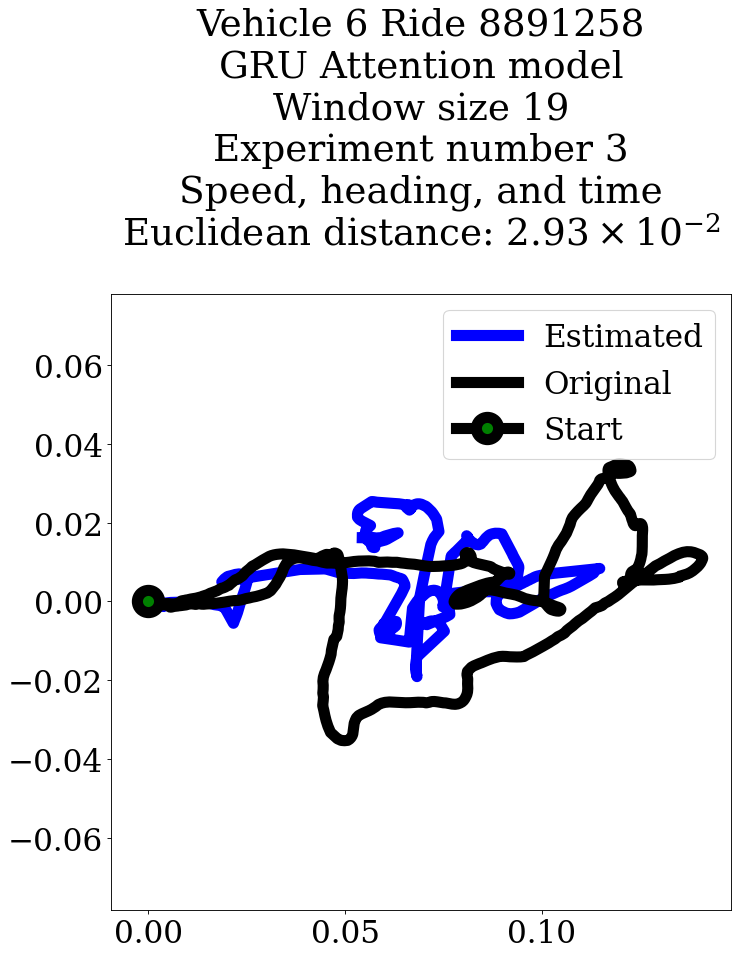 Vehicle 6 Ride 8891258
GRU Attention model
Window size 19
Experiment number 3
Speed, heading, and time
Euclidean distance: 2.93 × 10⁻²
Estimated
Original
Start
0.06
0.04
0.02
0.00
−0.02
−0.04
−0.06
0.00 0.05 0.10